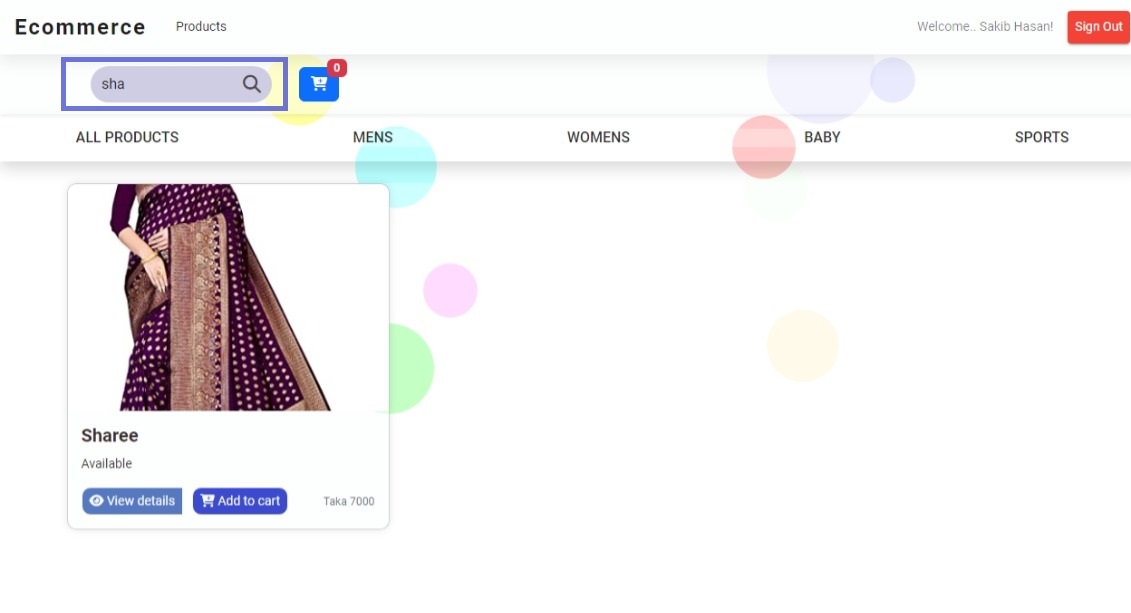 Ecommerce Products Welcome.. Sakib Hasan! Sign Out
sha 0
ALL PRODUCTS MENS WOMENS BABY SPORTS
Sharee
Available
View details Add to cart Taka 7000